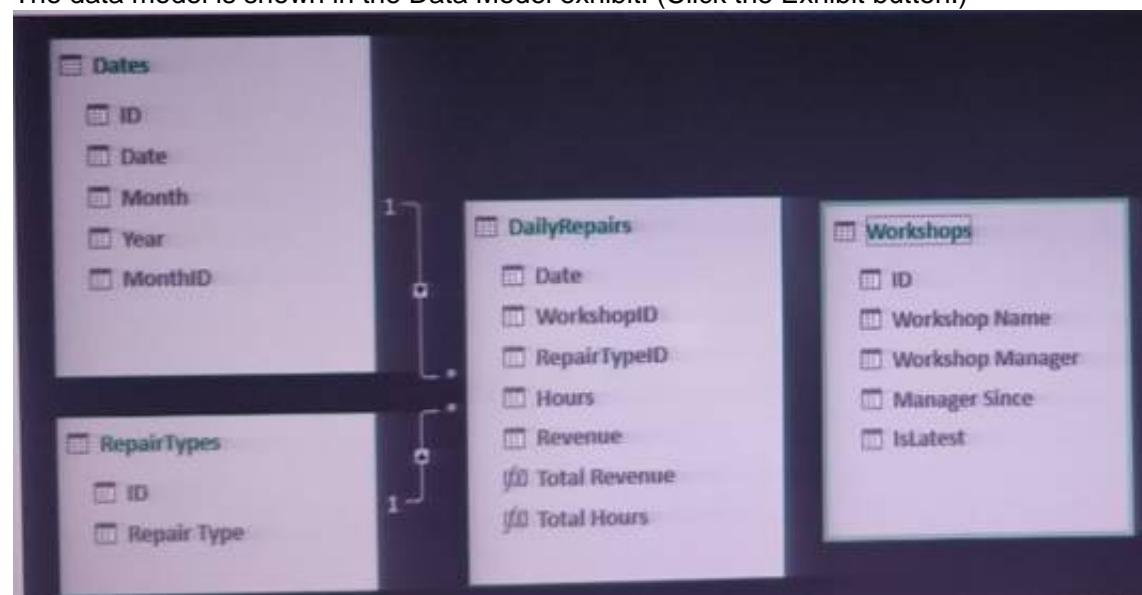 The data model is shown in the Data Model exhibit. (Click the Exhibit button.)
Dates
ID
Date
Month
Year
MonthID
1
*
RepairTypes
ID
Repair Type
1
*
DailyRepairs
Date
WorkshopID
RepairTypeID
Hours
Revenue
fx Total Revenue
fx Total Hours
Workshops
ID
Workshop Name
Workshop Manager
Manager Since
IsLatest